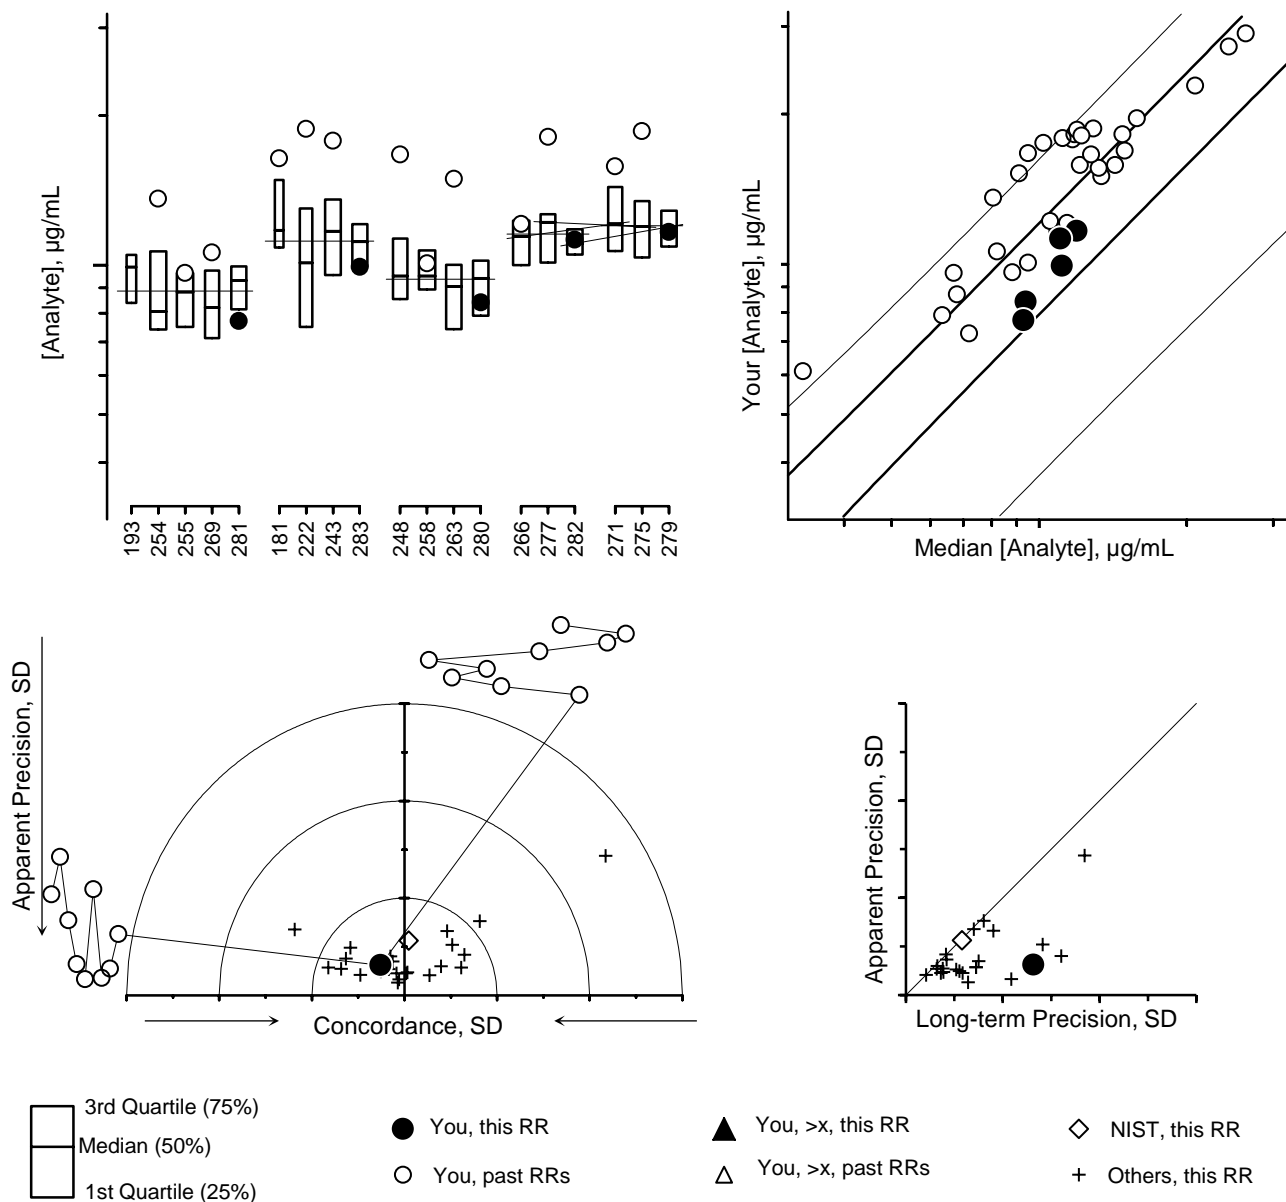 [Analyte], µg/mL
193 254 255 269 281 181 222 243 283 248 258 263 280 266 277 282 271 275 279
Your [Analyte], µg/mL
Median [Analyte], µg/mL
Apparent Precision, SD
Concordance, SD
Apparent Precision, SD
Long-term Precision, SD
3rd Quartile (75%)
Median (50%)
1st Quartile (25%)
You, this RR
You, past RRs
You, >x, this RR
You, >x, past RRs
NIST, this RR
Others, this RR